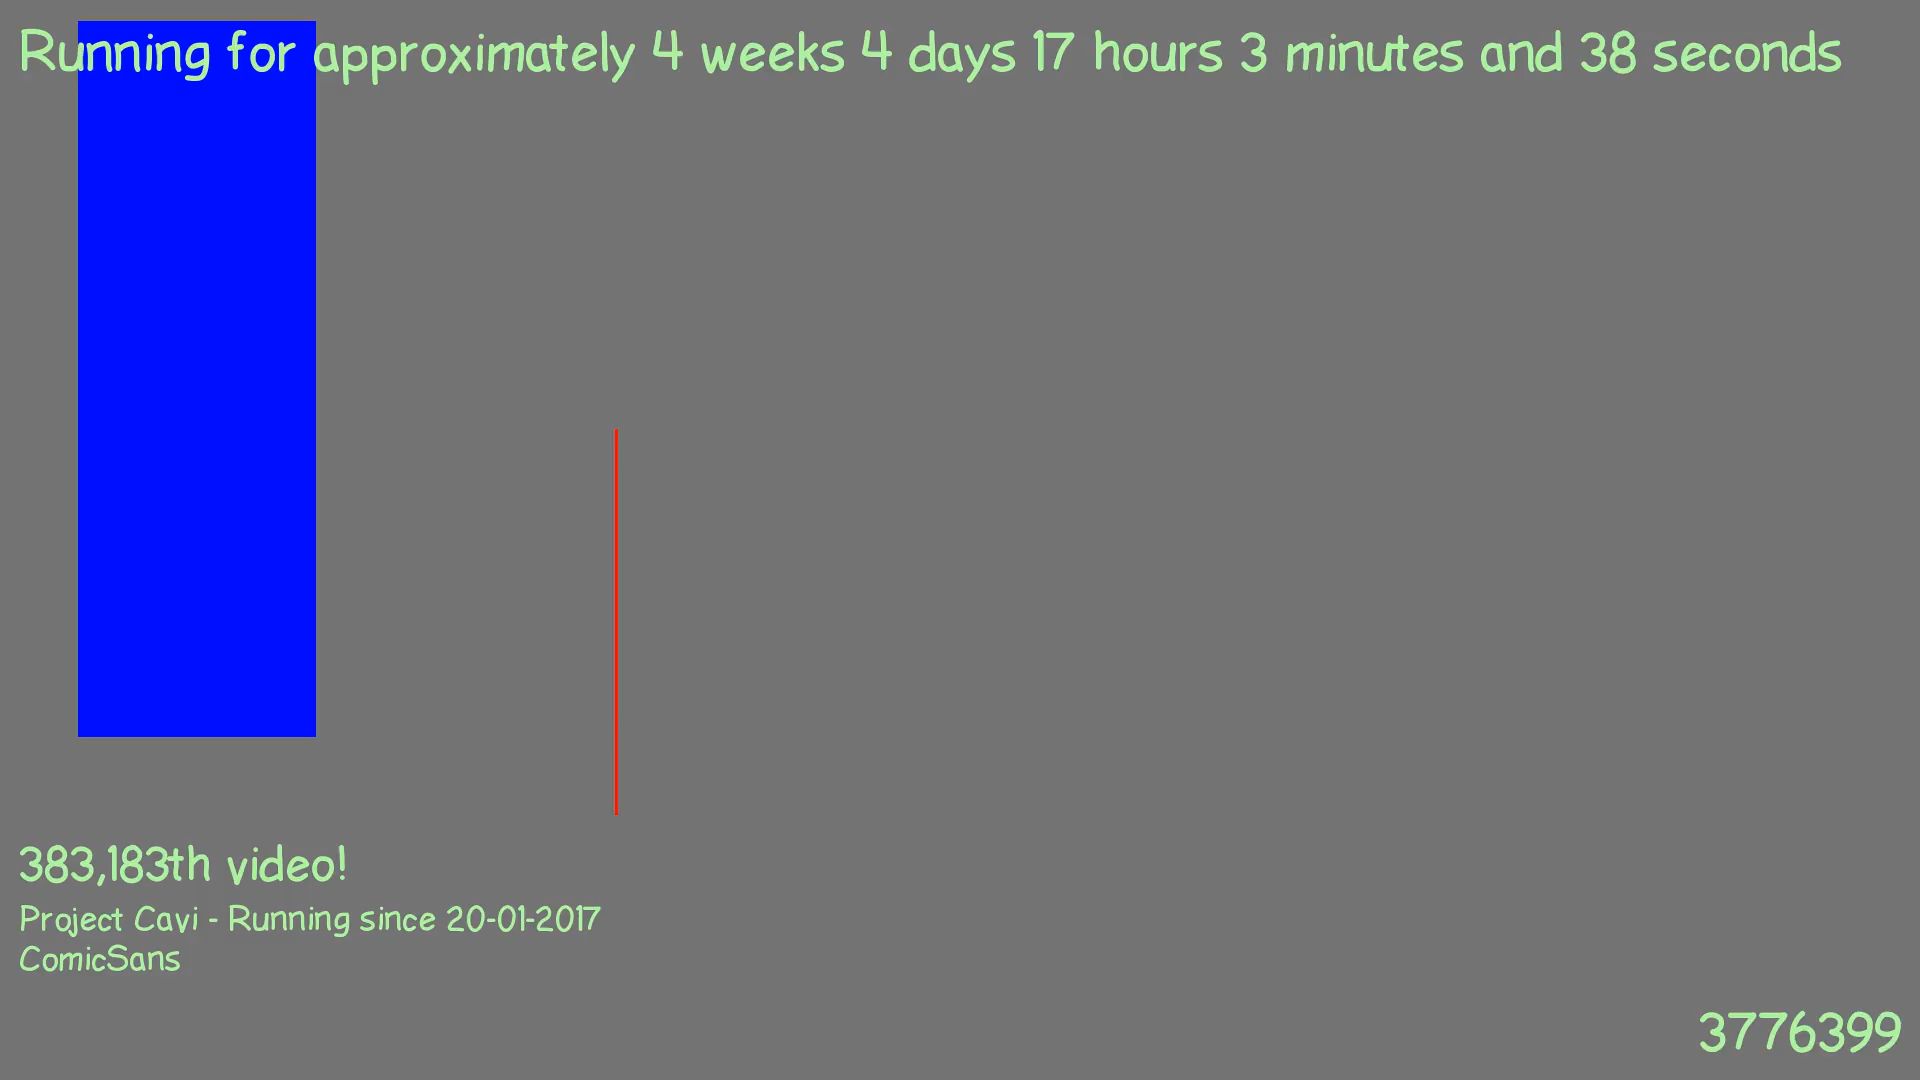 Running for approximately 4 weeks 4 days 17 hours 3 minutes and 38 seconds
383,183th video!
Project Cavi - Running since 20-01-2017
ComicSans
3776399